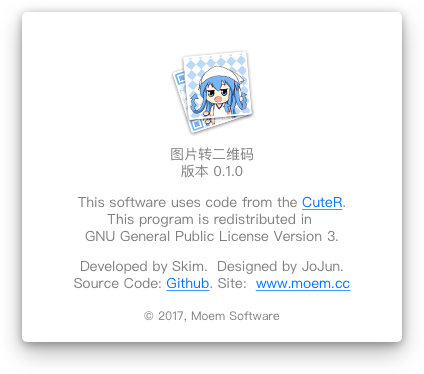 图片转二维码
版本 0.1.0
This software uses code from the CuteR.
This program is redistributed in
GNU General Public License Version 3.
Developed by Skim.  Designed by JoJun.
Source Code: Github. Site:  www.moem.cc
© 2017, Moem Software